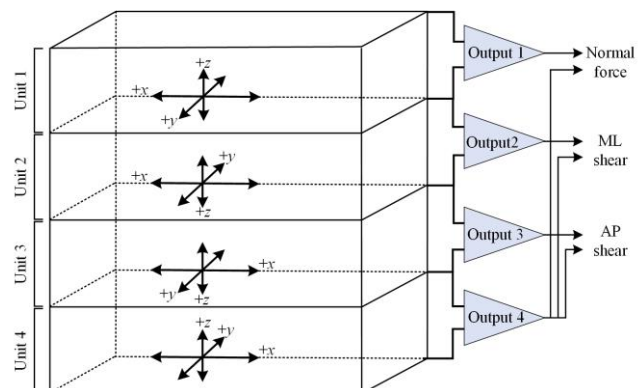 Unit 1
Unit 2
Unit 3
Unit 4
+z
+x
+y
+y
+x
+z
+x
+y
+z
+z
+y
+x
Output 1
Output2
Output 3
Output 4
Normal
force
ML
shear
AP
shear